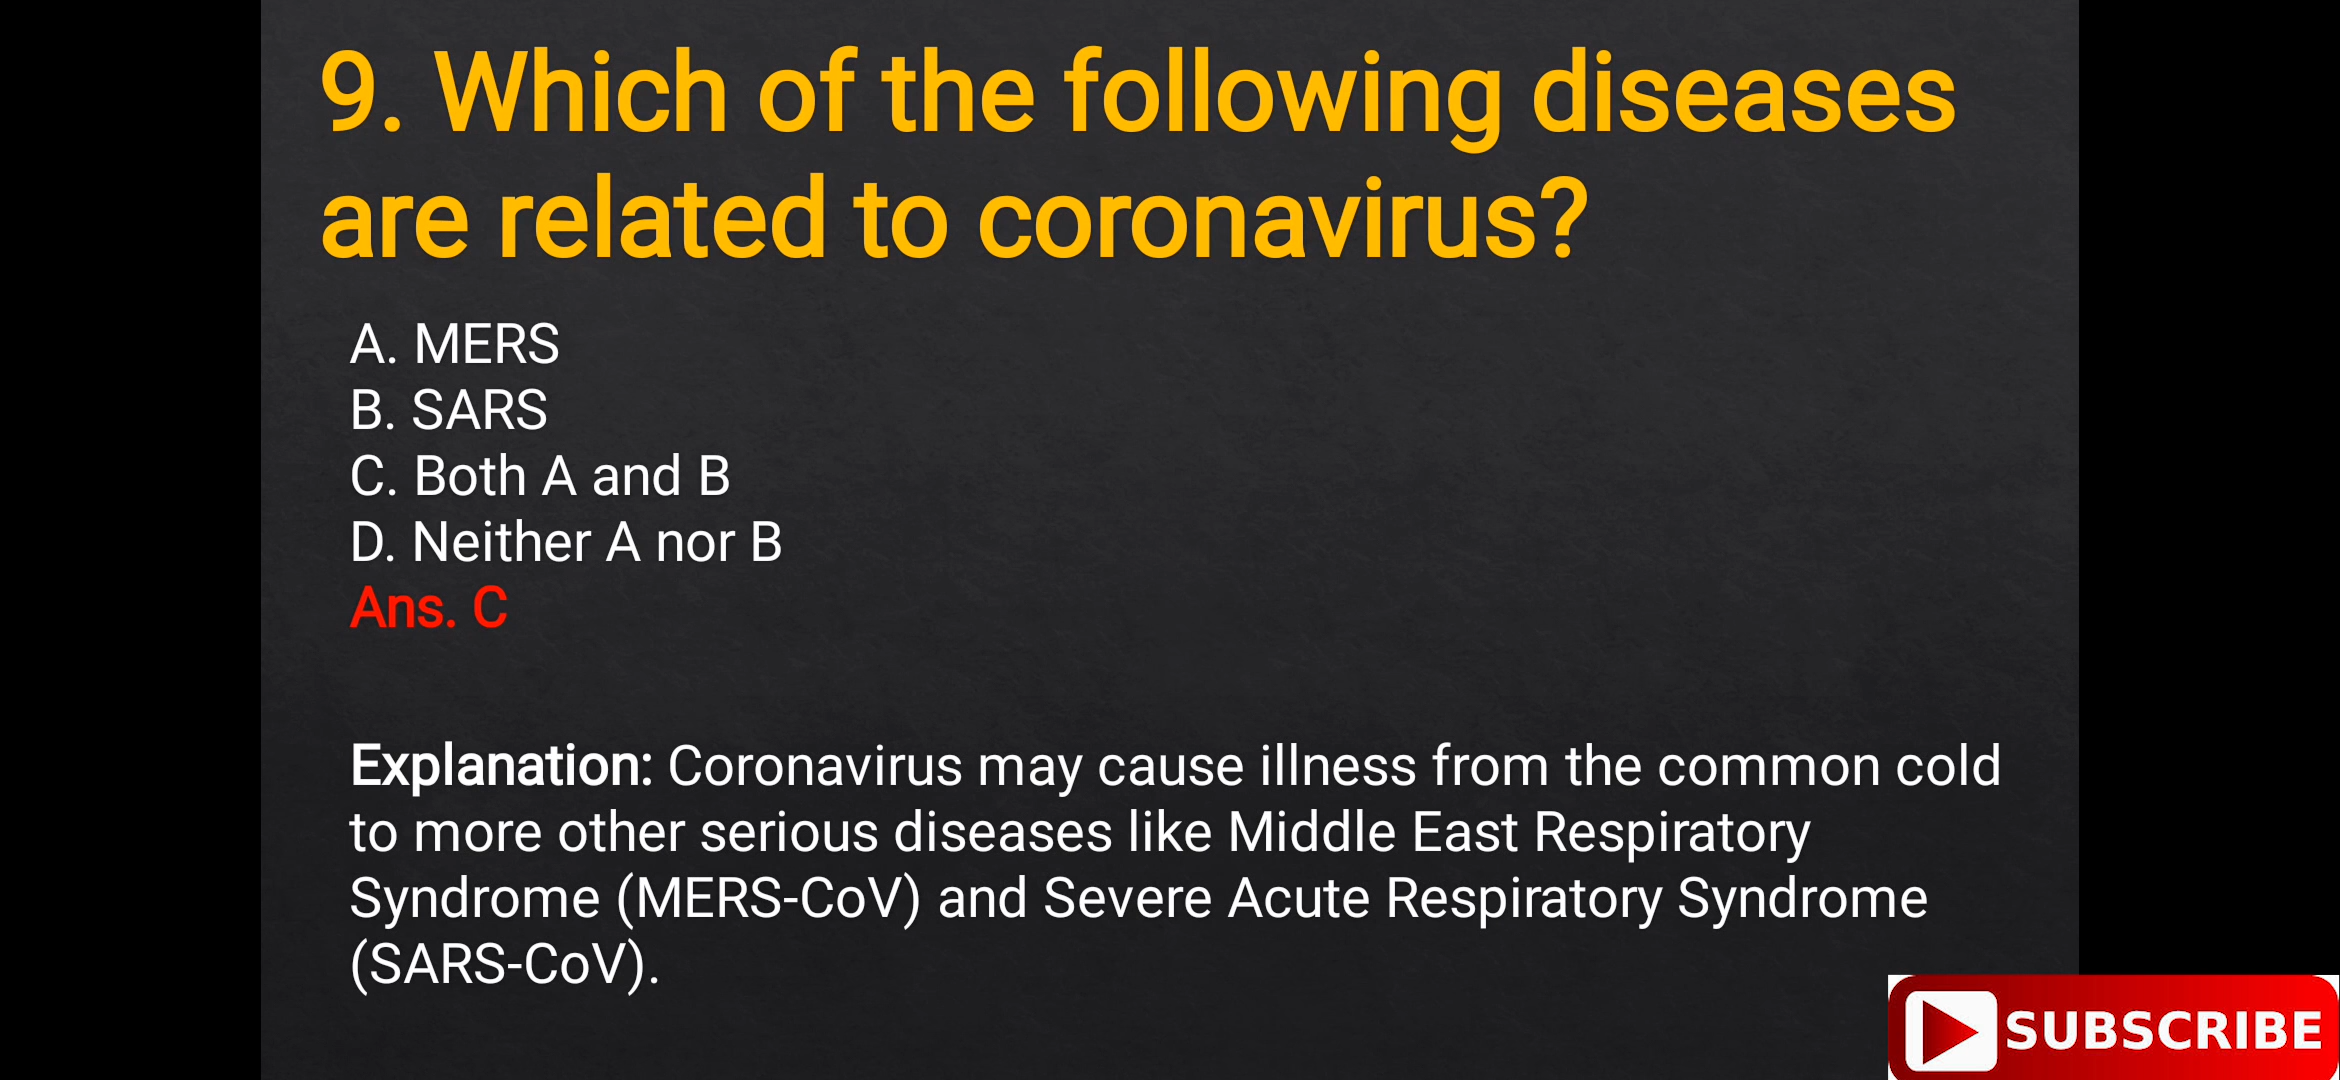 9. Which of the following diseases
are related to coronavirus?
A. MERS
B. SARS
C. Both A and B
D. Neither A nor B
Ans. C
Explanation: Coronavirus may cause illness from the common cold
to more other serious diseases like Middle East Respiratory
Syndrome (MERS-CoV) and Severe Acute Respiratory Syndrome
(SARS-CoV).
SUBSCRIBE